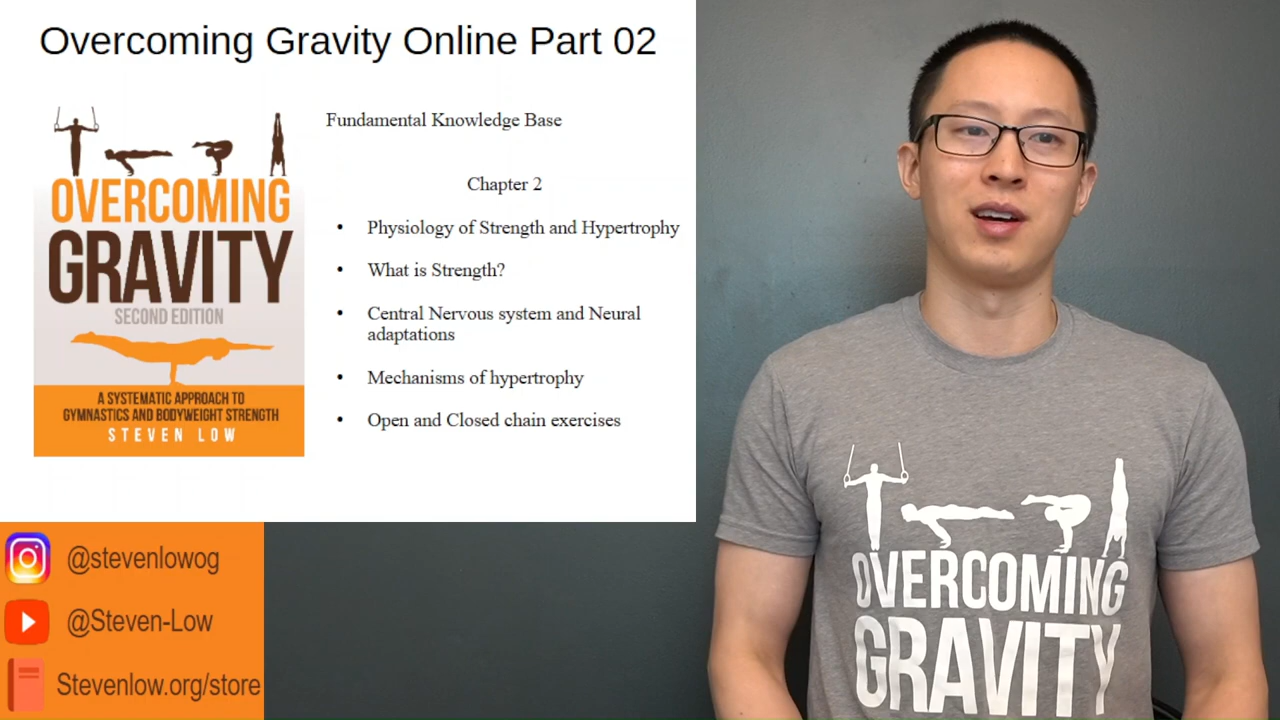 Overcoming Gravity Online Part 02
OVERCOMING
GRAVITY
SECOND EDITION
A SYSTEMATIC APPROACH TO
GYMNASTICS AND BODYWEIGHT STRENGTH
STEVEN LOW
Fundamental Knowledge Base
Chapter 2
• Physiology of Strength and Hypertrophy
• What is Strength?
• Central Nervous system and Neural
adaptations
• Mechanisms of hypertrophy
• Open and Closed chain exercises
@stevenlowog
@Steven-Low
Stevenlow.org/store
OVERCOMING
GRAVITY